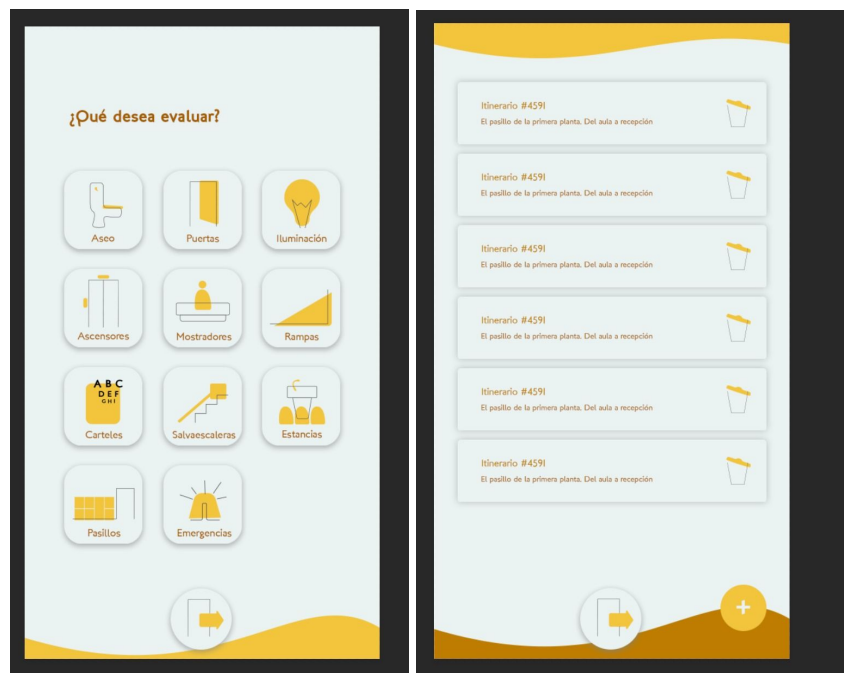 ¿Qué desea evaluar?
Aseo
Puertas
Iluminación
Ascensores
Mostradores
Rampas
A B C
D E F
G H I
Carteles
Salvaescaleras
Estancias
Pasillos
Emergencias
Itinerario #4591
El pasillo de la primera planta. Del aula a recepción
Itinerario #4591
El pasillo de la primera planta. Del aula a recepción
Itinerario #4591
El pasillo de la primera planta. Del aula a recepción
Itinerario #4591
El pasillo de la primera planta. Del aula a recepción
Itinerario #4591
El pasillo de la primera planta. Del aula a recepción
Itinerario #4591
El pasillo de la primera planta. Del aula a recepción
+